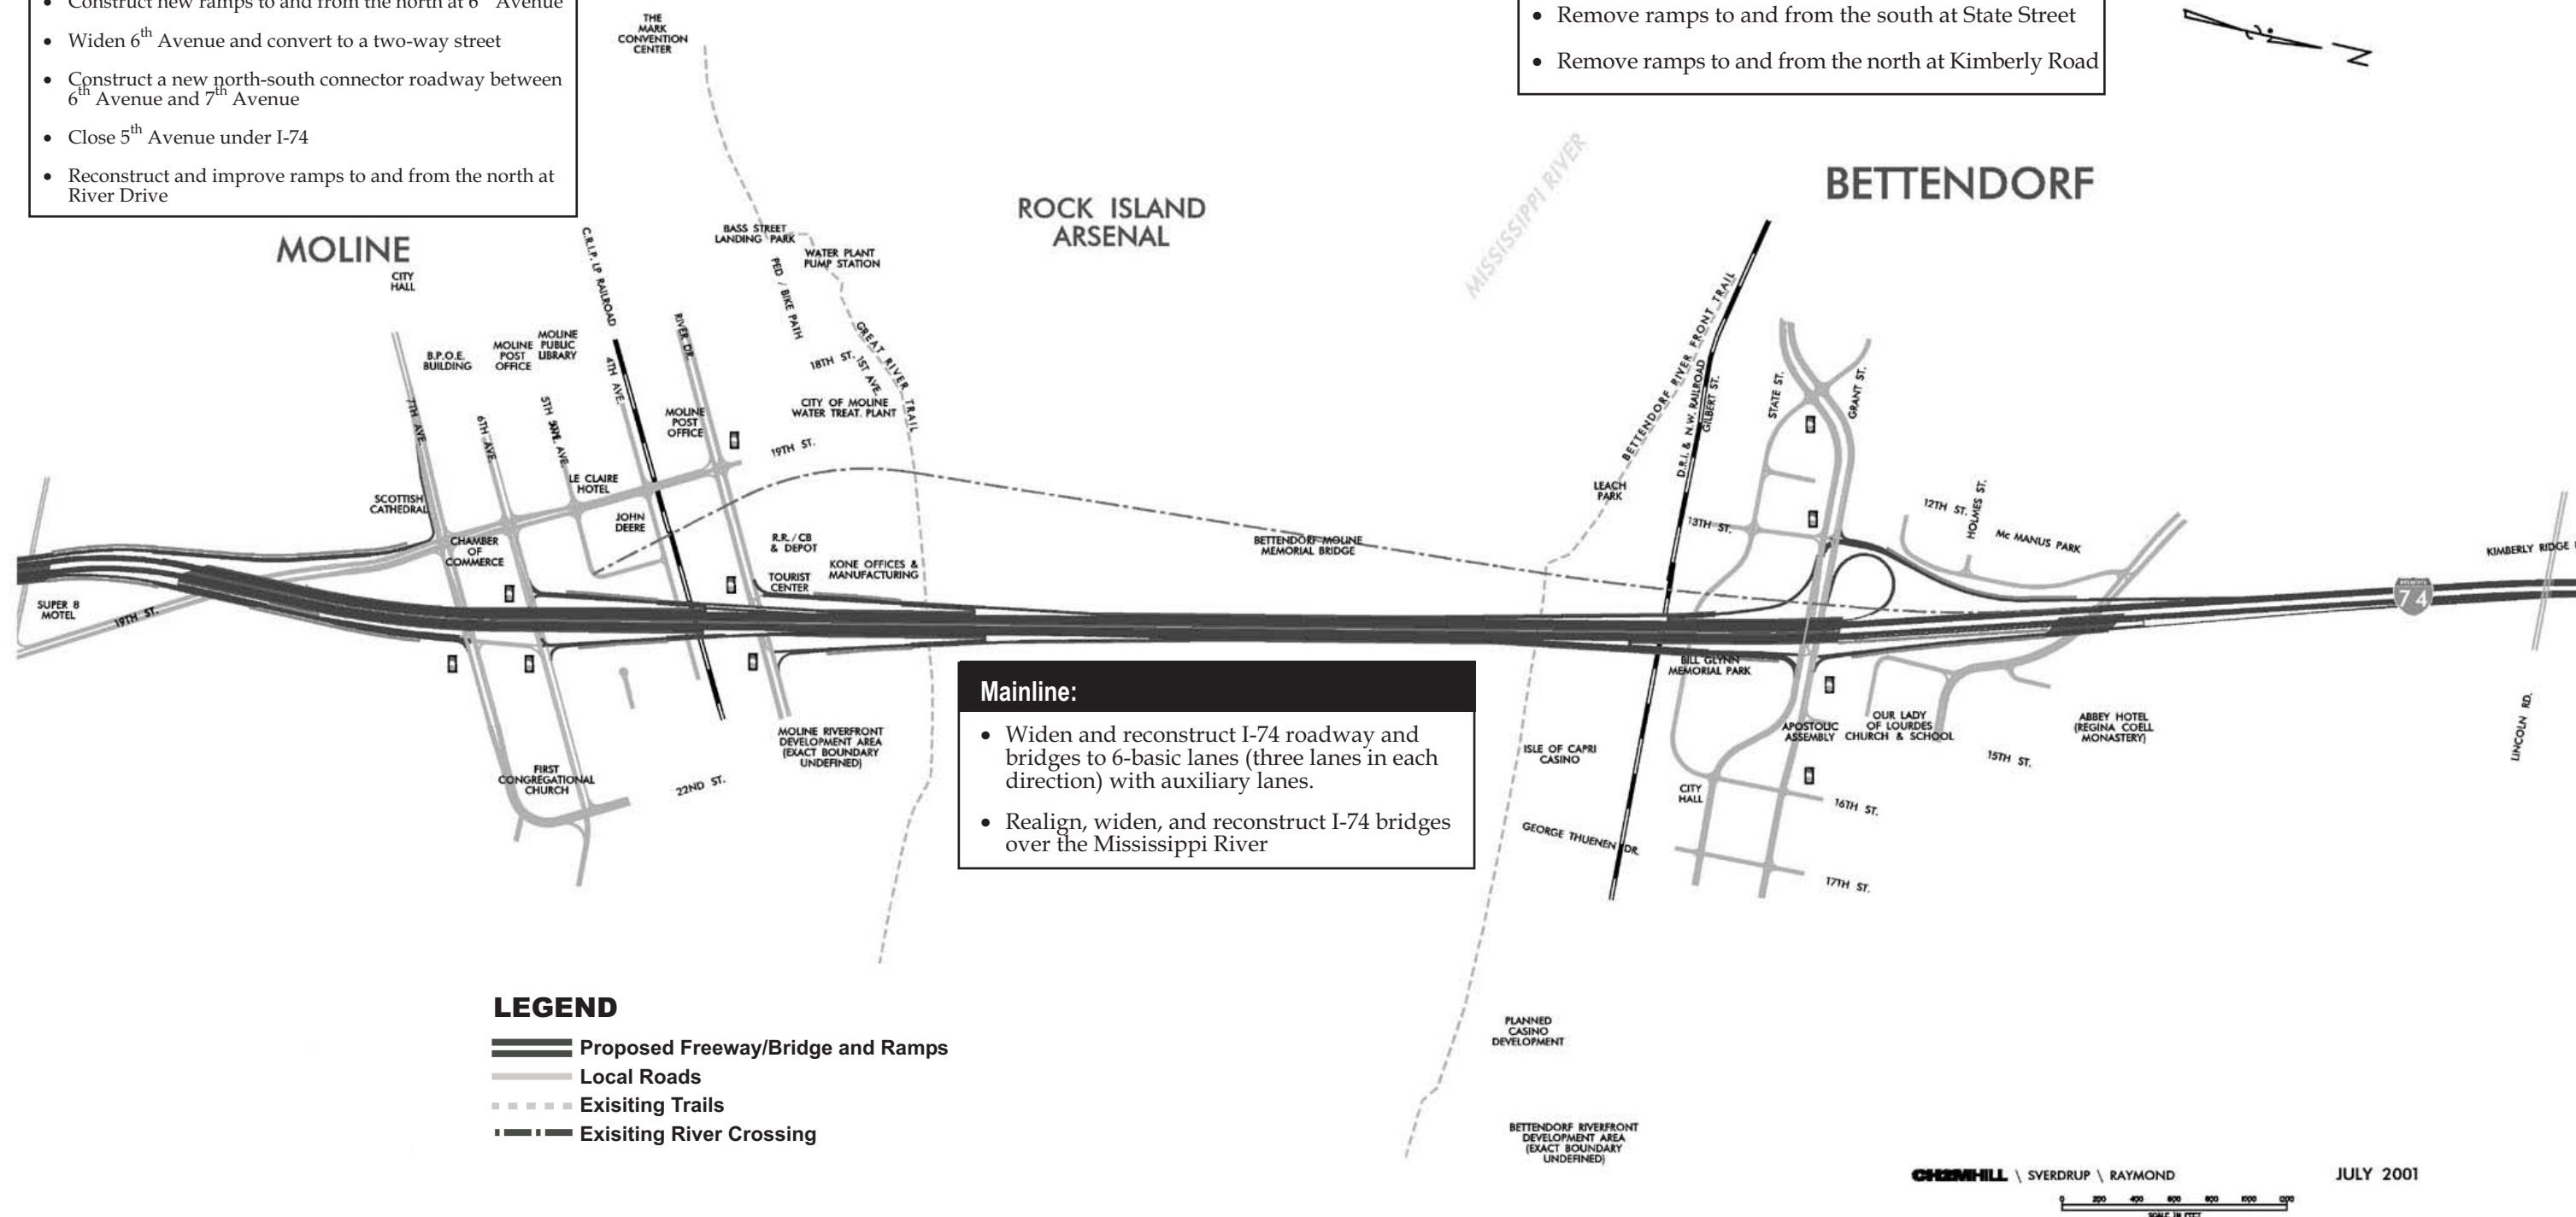 • Construct new ramps to and from the north at 6th Avenue
• Widen 6th Avenue and convert to a two-way street
• Construct a new north-south connector roadway between
6th Avenue and 7th Avenue
• Close 5th Avenue under I-74
• Reconstruct and improve ramps to and from the north at
River Drive
THE
MARK
CONVENTION
CENTER
• Remove ramps to and from the south at State Street
• Remove ramps to and from the north at Kimberly Road
N
MOLINE
CITY
HALL
ROCK ISLAND
ARSENAL
MISSISSIPPI RIVER
BETTENDORF
C.R.I.P. LP RAILROAD
BASS STREET
LANDING PARK
WATER PLANT
PUMP STATION
PED / BIKE PATH
GREAT RIVER TRAIL
RIVER DR.
18TH ST.
1ST AVE.
B.P.O.E.
BUILDING
MOLINE
POST
OFFICE
MOLINE
PUBLIC
LIBRARY
4TH AVE.
7TH AVE.
6TH AVE.
5TH AVE.
MOLINE
POST
OFFICE
CITY OF MOLINE
WATER TREAT. PLANT
19TH ST.
LE CLAIRE
HOTEL
SCOTTISH
CATHEDRAL
JOHN
DEERE
CHAMBER
OF
COMMERCE
R.R. / CB
& DEPOT
TOURIST
CENTER
KONE OFFICES &
MANUFACTURING
SUPER 8
MOTEL
19TH ST.
BETTENDORF-MOLINE
MEMORIAL BRIDGE
BETTENDORF RIVER FRONT TRAIL
D.R.I. & N.W. RAILROAD
GILBERT ST.
STATE ST.
GRANT ST.
LEACH
PARK
13TH ST.
12TH ST.
HOLMES ST.
Mc MANUS PARK
KIMBERLY RIDGE
74
BILL GLYNN
MEMORIAL PARK
MOLINE RIVERFRONT
DEVELOPMENT AREA
(EXACT BOUNDARY
UNDEFINED)
FIRST
CONGREGATIONAL
CHURCH
22ND ST.
Mainline:
• Widen and reconstruct I-74 roadway and
bridges to 6-basic lanes (three lanes in each
direction) with auxiliary lanes.
• Realign, widen, and reconstruct I-74 bridges
over the Mississippi River
ISLE OF CAPRI
CASINO
APOSTOLIC
ASSEMBLY
OUR LADY
OF LOURDES
CHURCH & SCHOOL
ABBEY HOTEL
(REGINA COELL
MONASTERY)
15TH ST.
LINCOLN RD.
CITY
HALL
16TH ST.
GEORGE THUENEN DR.
17TH ST.
LEGEND
Proposed Freeway/Bridge and Ramps
Local Roads
Exisiting Trails
Exisiting River Crossing
PLANNED
CASINO
DEVELOPMENT
BETTENDORF RIVERFRONT
DEVELOPMENT AREA
(EXACT BOUNDARY
UNDEFINED)
CH2MHILL \ SVERDRUP \ RAYMOND
JULY 2001
0 200 400 600 800 1000 1200
SCALE IN FEET